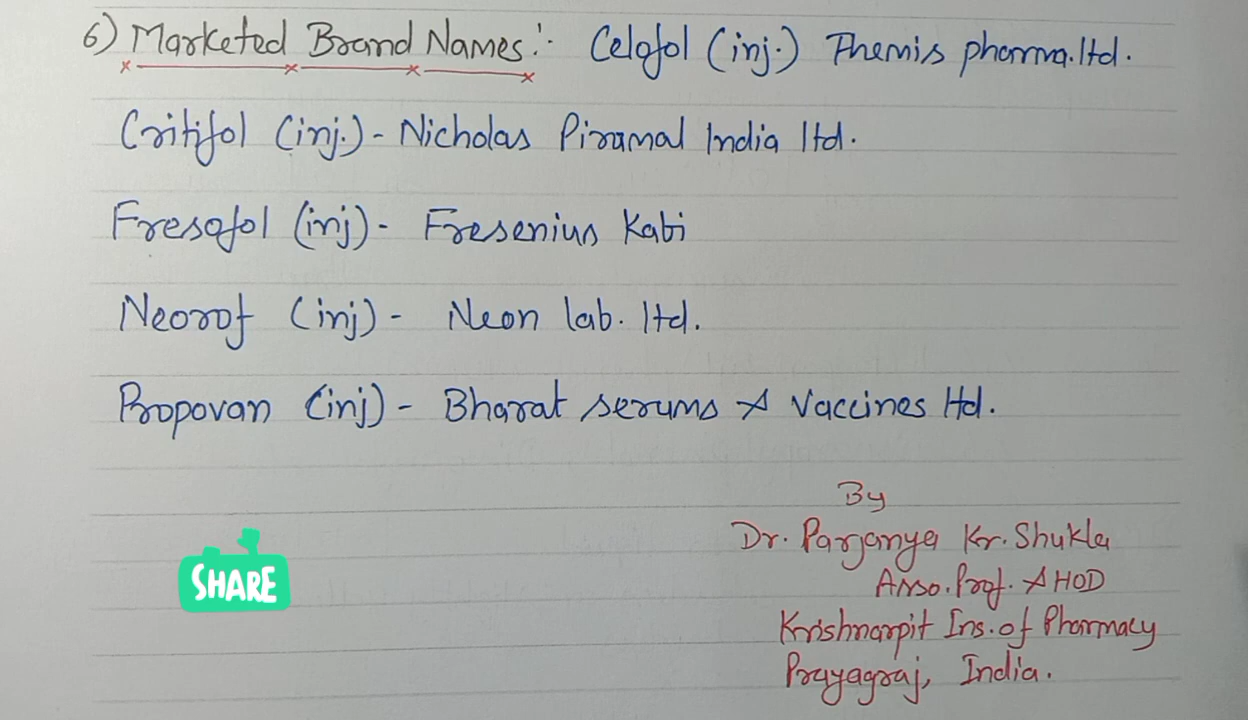 6) Marketed Brand Names:- Celofol (inj.) Themis pharma.ltd.
Critifol (inj.) - Nicholas Piramal India ltd.
Fresofol (inj) - Fresenius Kabi
Neorof (inj) - Neon lab. ltd.
Propovan (inj) - Bharat serums & Vaccines ltd.
By
Dr. Parjanya Kr. Shukla
Asso. Prof. & HOD
Krishnarpit Ins. of Pharmacy
Prayagraj, India.
SHARE